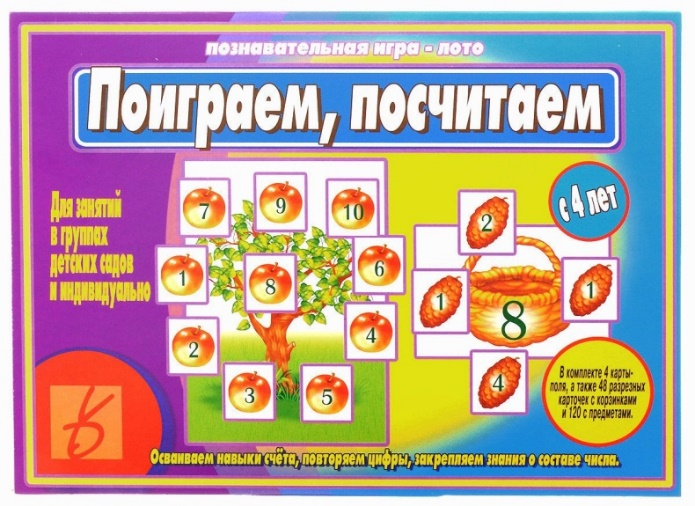 познавательная игра - лото
Поиграем, посчитаем
Для занятий
в группах
детских садов
и индивидуально
с 4 лет
7
9
10
1
8
6
2
4
3
5
2
1
8
1
4
В комплекте 4 карты-
поля, а также 48 разрезных
карточек с корзинками
и 120 с предметами.
Б
Осваиваем навыки счёта, повторяем цифры, закрепляем знания о составе числа.